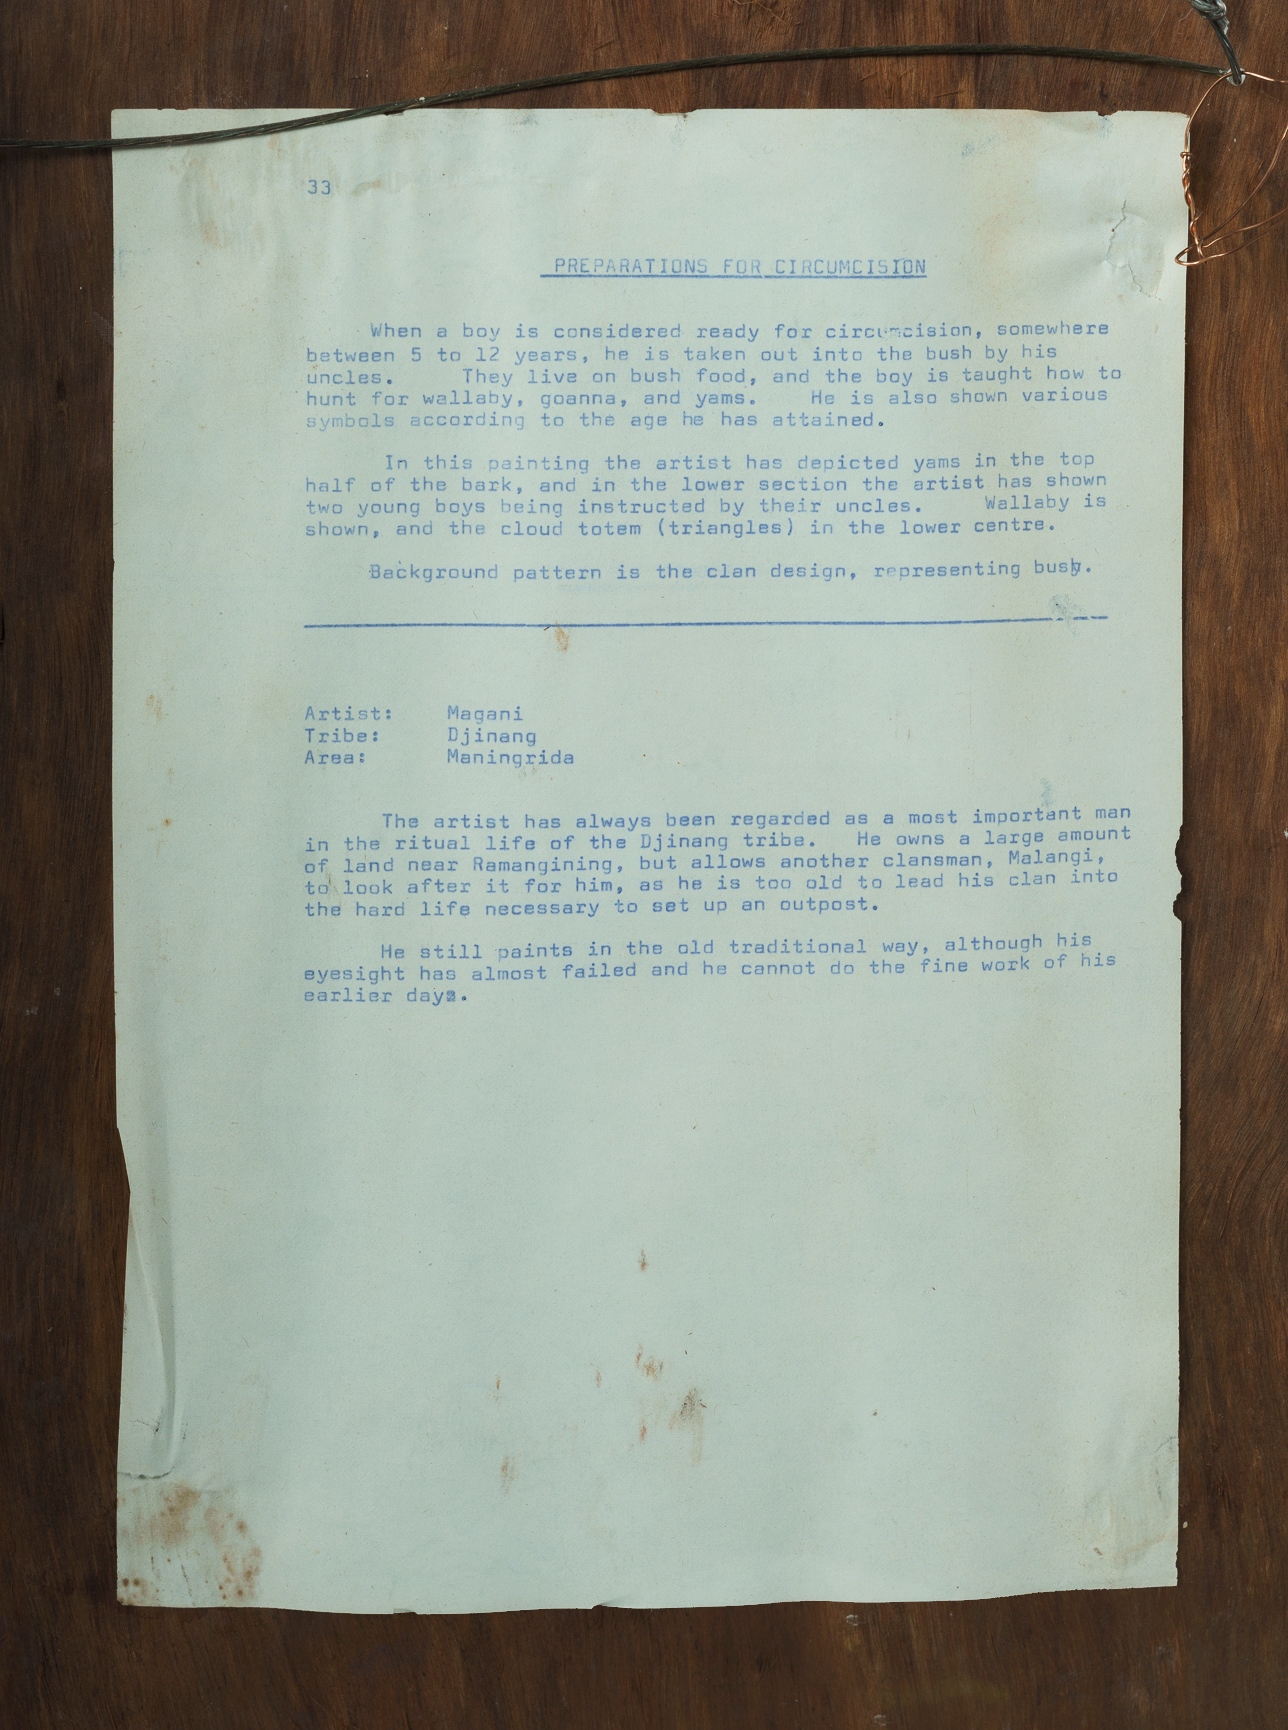 33
PREPARATIONS FOR CIRCUMCISION
When a boy is considered ready for circumcision, somewhere
between 5 to 12 years, he is taken out into the bush by his
uncles. They live on bush food, and the boy is taught how to
hunt for wallaby, goanna, and yams. He is also shown various
symbols according to the age he has attained.
In this painting the artist has depicted yams in the top
half of the bark, and in the lower section the artist has shown
two young boys being instructed by their uncles. Wallaby is
shown, and the cloud totem (triangles) in the lower centre.
Background pattern is the clan design, representing bush.
Artist: Magani
Tribe: Djinang
Area: Maningrida
The artist has always been regarded as a most important man
in the ritual life of the Djinang tribe. He owns a large amount
of land near Ramangining, but allows another clansman, Malangi,
to look after it for him, as he is too old to lead his clan into
the hard life necessary to set up an outpost.
He still paints in the old traditional way, although his
eyesight has almost failed and he cannot do the fine work of his
earlier days.